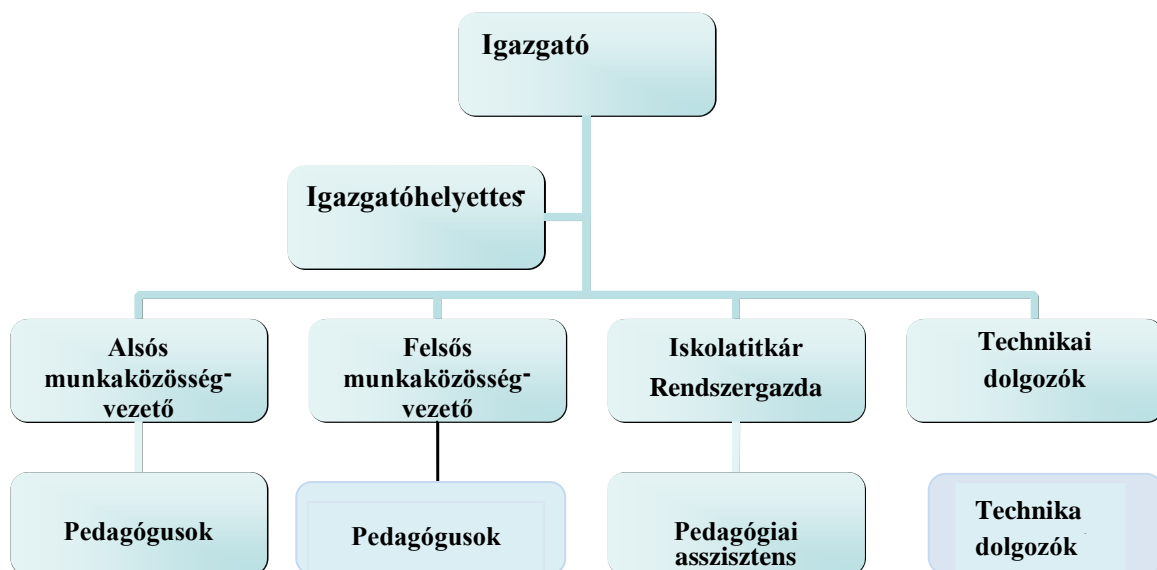 Igazgató
Igazgatóhelyettes-
Alsós
munkaközösség-
vezető
Felsős
munkaközösség-
vezető
Iskolatitkár
Rendszergazda
Technikai
dolgozók
Pedagógusok
Pedagógusok
Pedagógiai
asszisztens
Technika
dolgozók